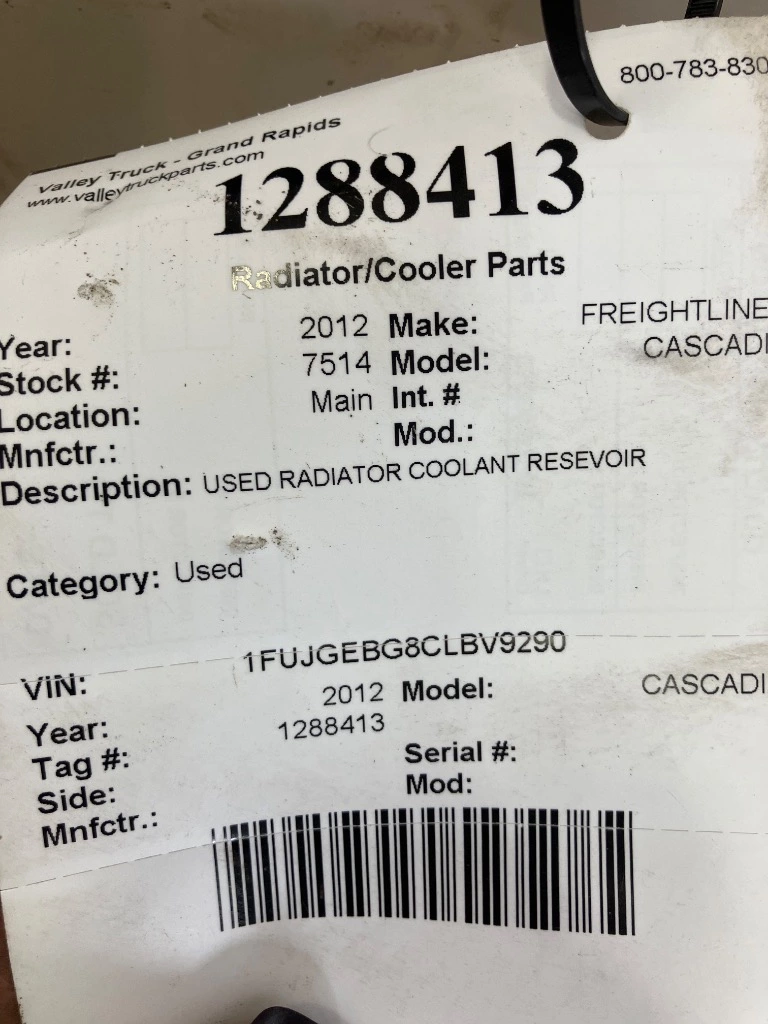 800-783-830
Valley Truck - Grand Rapids
www.valleytruckparts.com
1288413
Radiator/Cooler Parts
Year: 2012 Make: FREIGHTLINE
Stock #: 7514 Model: CASCADI
Location: Main Int. #
Mnfctr.: Mod.:
Description: USED RADIATOR COOLANT RESEVOIR
Category: Used
VIN: 1FUJGEBG8CLBV9290
Year: 2012 Model: CASCADI
Tag #: 1288413
Side: Serial #:
Mnfctr.: Mod: